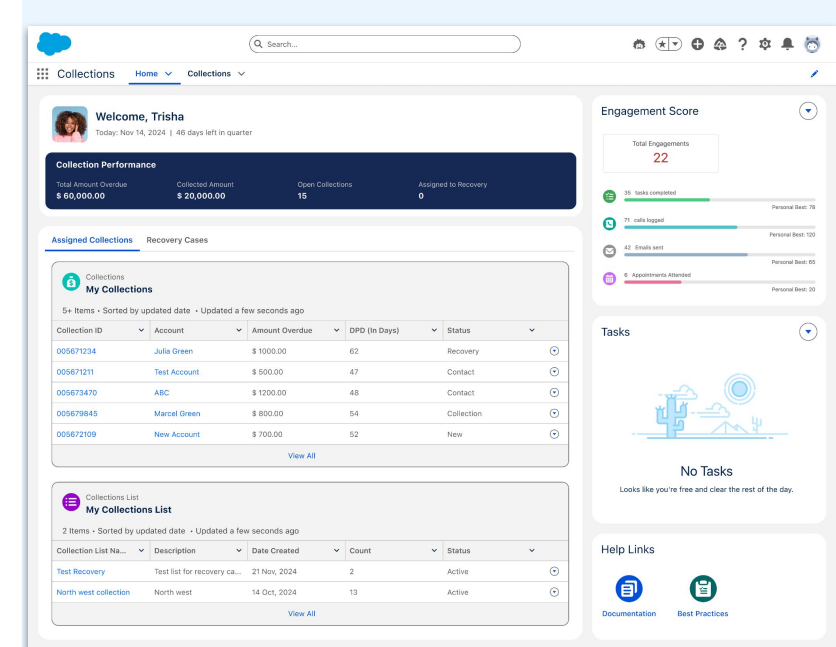 Search...
Collections
Home
Collections
Welcome, Trisha
Today: Nov 14, 2024 | 46 days left in quarter
Collection Performance
Total Amount Overdue Collected Amount Open Collections Assigned to Recovery
$ 60,000.00 $ 20,000.00 15 0
Assigned Collections Recovery Cases
Collections
My Collections
5+ Items • Sorted by updated date • Updated a few seconds ago
Collection ID Account Amount Overdue DPD (In Days) Status
005671234 Julia Green $ 1000.00 62 Recovery
005671211 Test Account $ 500.00 47 Contact
005673470 ABC $ 1200.00 48 Contact
005679845 Marcel Green $ 800.00 54 Collection
005672109 New Account $ 700.00 52 New
View All
Collections List
My Collections List
2 Items • Sorted by updated date • Updated a few seconds ago
Collection List Na... Description Date Created Count Status
Test Recovery Test list for recovery ca... 21 Nov, 2024 2 Active
North west collection North west 14 Oct, 2024 13 Active
View All
Engagement Score
Total Engagements
22
35 tasks completed
Personal Best: 78
71 calls logged
Personal Best: 120
42 Emails sent
Personal Best: 65
6 Appointments Attended
Personal Best: 20
Tasks
No Tasks
Looks like you're free and clear the rest of the day.
Help Links
Documentation Best Practices